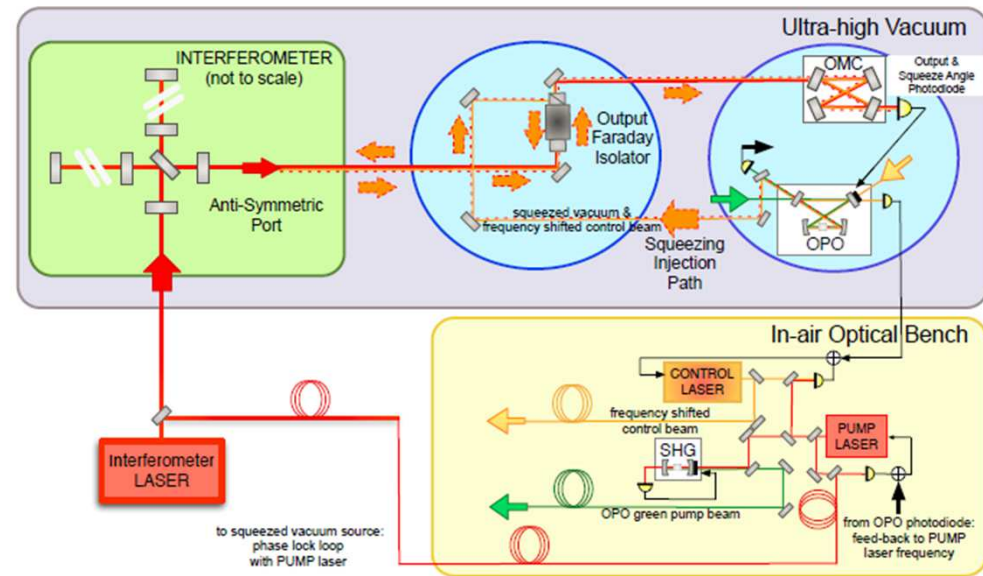 Ultra-high Vacuum
INTERFEROMETER
(not to scale)
Anti-Symmetric
Port
Output
Faraday
Isolator
squeezed vacuum &
frequency shifted control beam
Squeezing
Injection
Path
OMC
Output &
Squeeze Angle
Photodiode
OPO
In-air Optical Bench
CONTROL
LASER
frequency shifted
control beam
PUMP
LASER
SHG
OPO green pump beam
from OPO photodiode:
feed-back to PUMP
laser frequency
Interferometer
LASER
to squeezed vacuum source:
phase lock loop
with PUMP laser